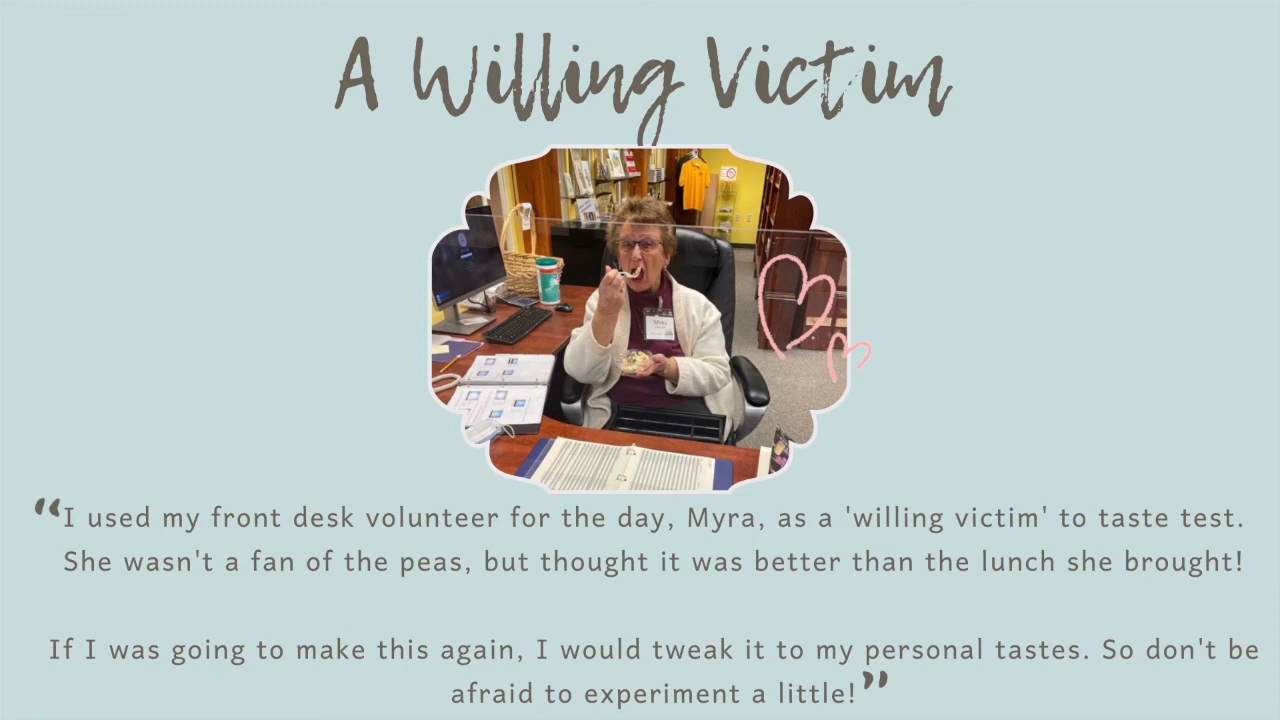 A Willing Victim
“I used my front desk volunteer for the day, Myra, as a 'willing victim' to taste test.
She wasn't a fan of the peas, but thought it was better than the lunch she brought!
If I was going to make this again, I would tweak it to my personal tastes. So don't be
afraid to experiment a little!”